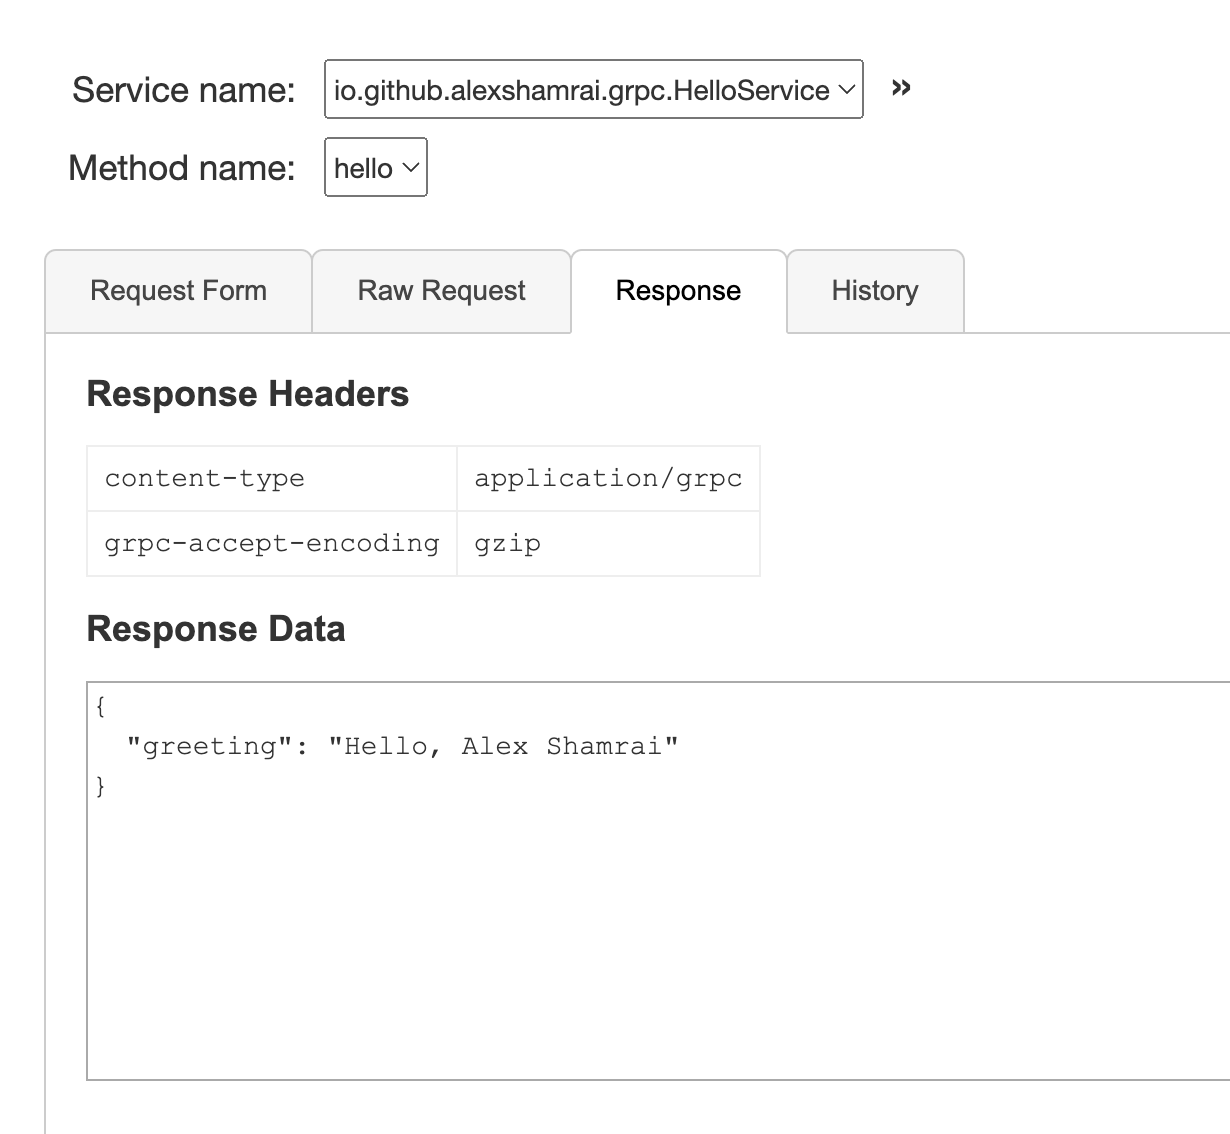 Service name: io.github.alexshamrai.grpc.HelloService »
Method name: hello
Request Form Raw Request Response History
Response Headers
content-type application/grpc
grpc-accept-encoding gzip
Response Data
{
  "greeting": "Hello, Alex Shamrai"
}